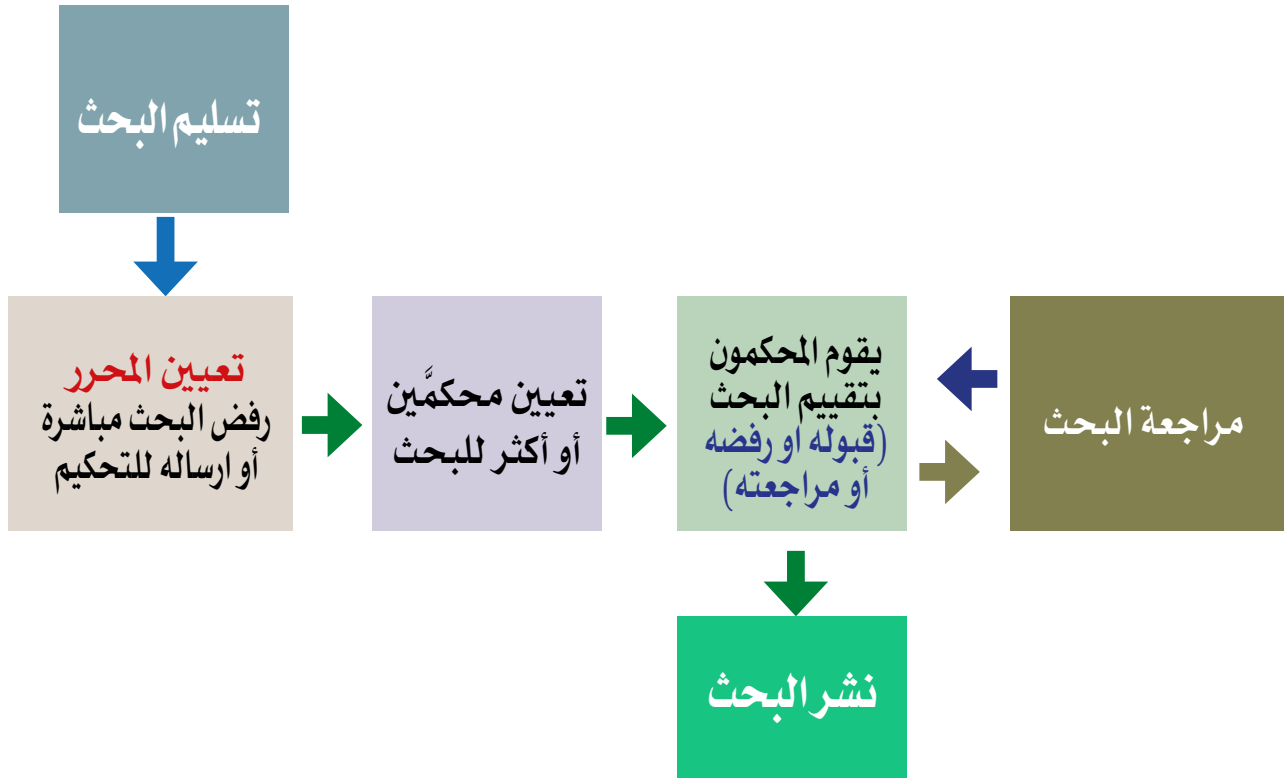 تسليم البحث
تعيين المحرر
رفض البحث مباشرة
أو ارساله للتحكيم
تعيين محكمَّين
أو أكثر للبحث
يقوم المحكمون
بتقييم البحث
(قبوله او رفضه
أو مراجعته)
مراجعة البحث
نشر البحث